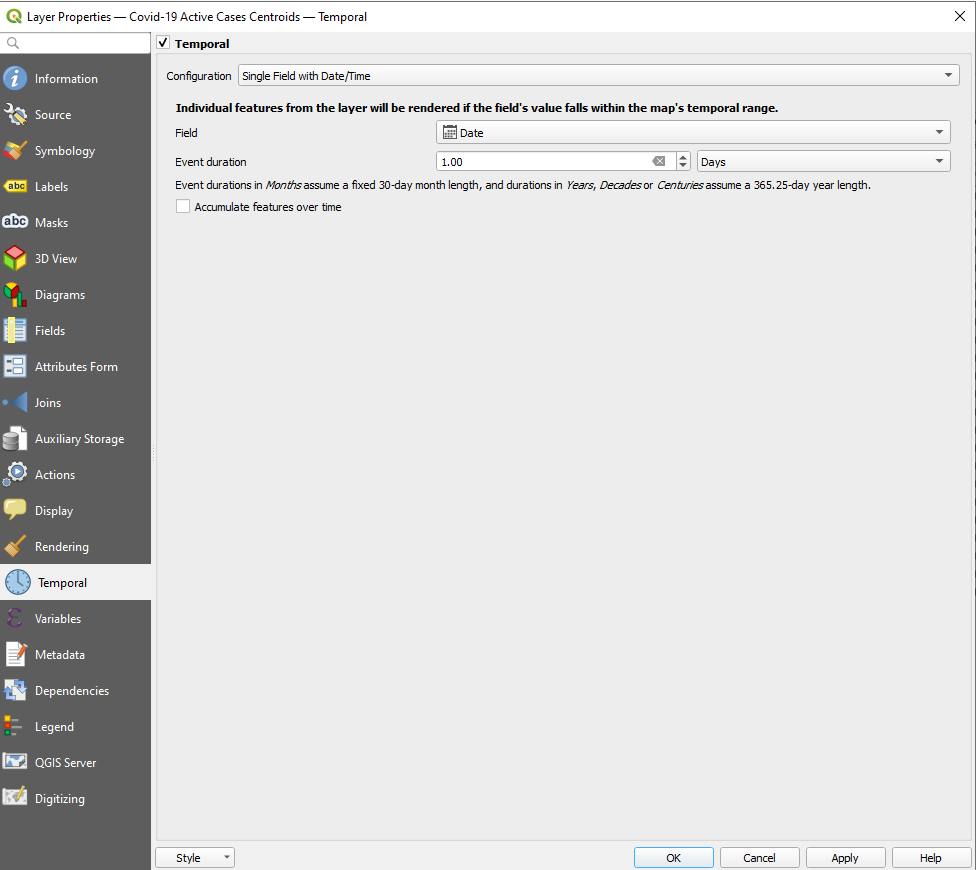 Layer Properties — Covid-19 Active Cases Centroids — Temporal
Information
Source
Symbology
abc Labels
abc Masks
3D View
Diagrams
Fields
Attributes Form
Joins
Auxiliary Storage
Actions
Display
Rendering
Temporal
Variables
Metadata
Dependencies
Legend
QGIS Server
Digitizing
Temporal
Configuration Single Field with Date/Time
Individual features from the layer will be rendered if the field's value falls within the map's temporal range.
Field Date
Event duration 1.00 Days
Event durations in Months assume a fixed 30-day month length, and durations in Years, Decades or Centuries assume a 365.25-day year length.
Accumulate features over time
Style OK Cancel Apply Help